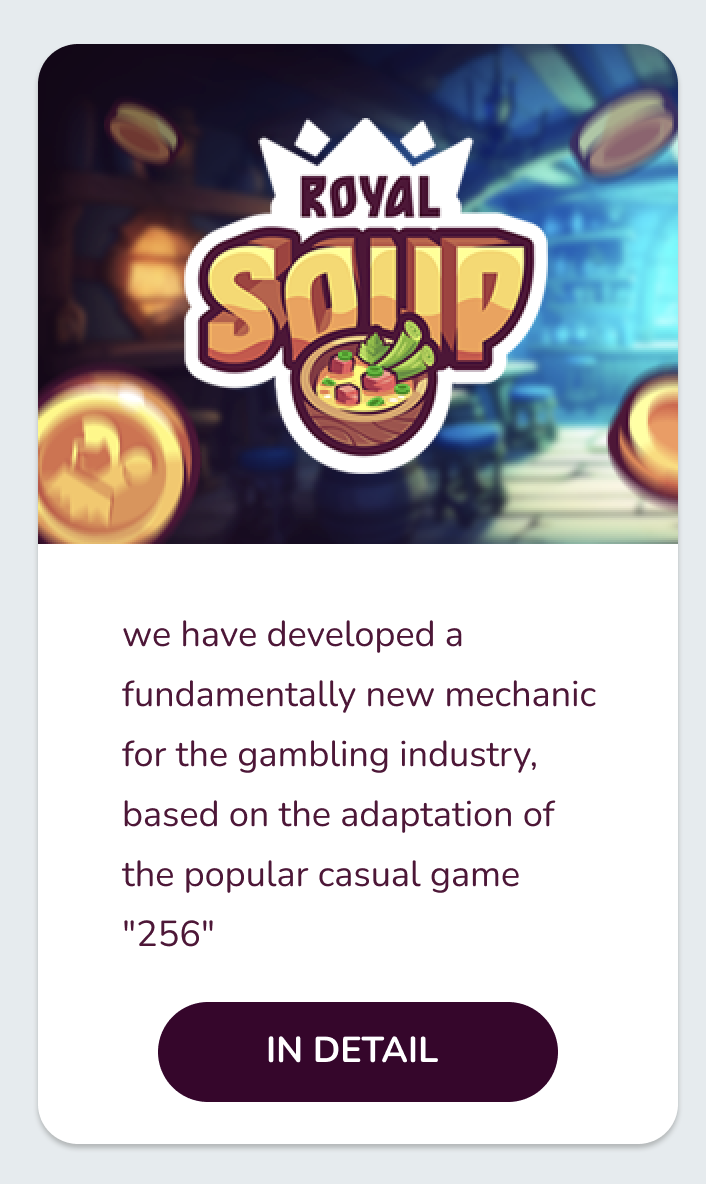 ROYAL
SOUP
we have developed a
fundamentally new mechanic
for the gambling industry,
based on the adaptation of
the popular casual game
"256"
IN DETAIL